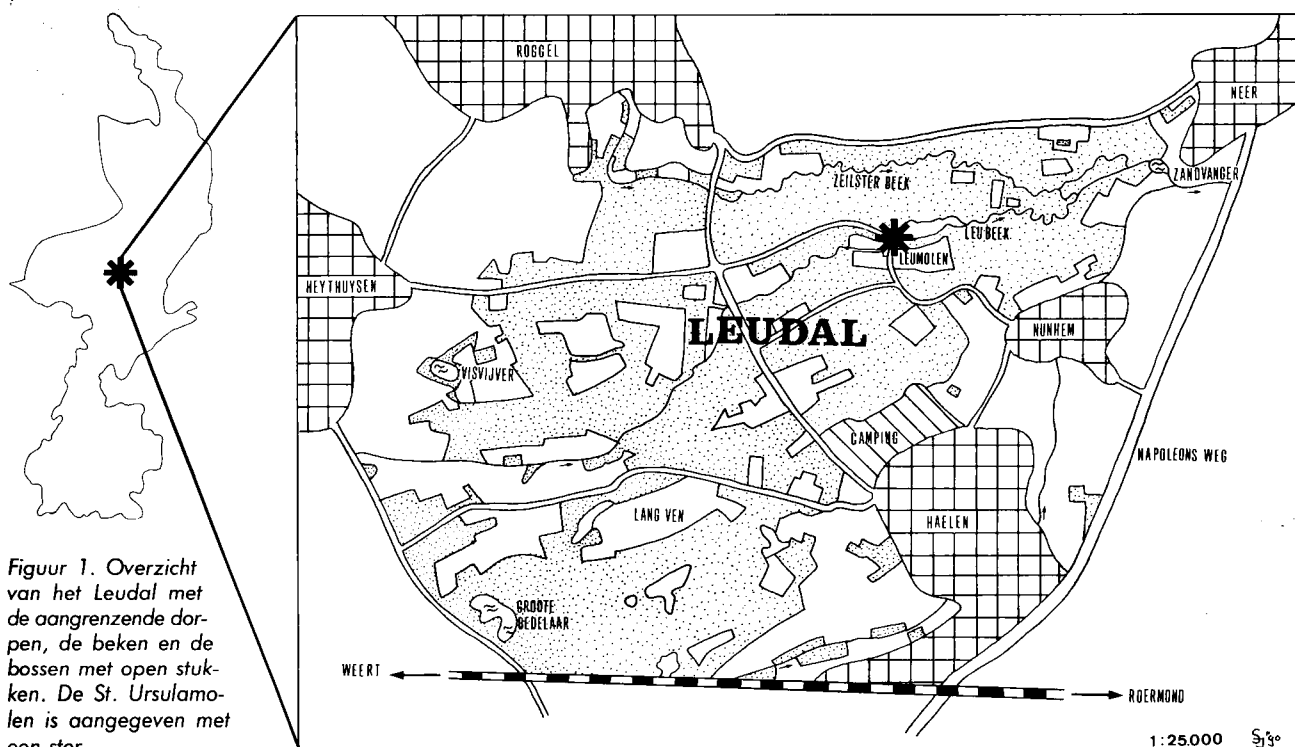 ROGGEL
NEER
ZEILSTER BEEK
ZANDVANGER
LEUBEEK
LEUMOLEN
HEYTHUYSEN
LEUDAL
NUNHEM
VISVIJVER
CAMPING
NAPOLEONS WEG
LANG VEN
HAELEN
GROOTE
BEDELAAR
WEERT
ROERMOND
1:25.000
Figuur 1. Overzicht
van het Leudal met
de aangrenzende dor-
pen, de beken en de
bossen met open stuk-
ken. De St. Ursulamo-
len is aangegeven met
een ster.